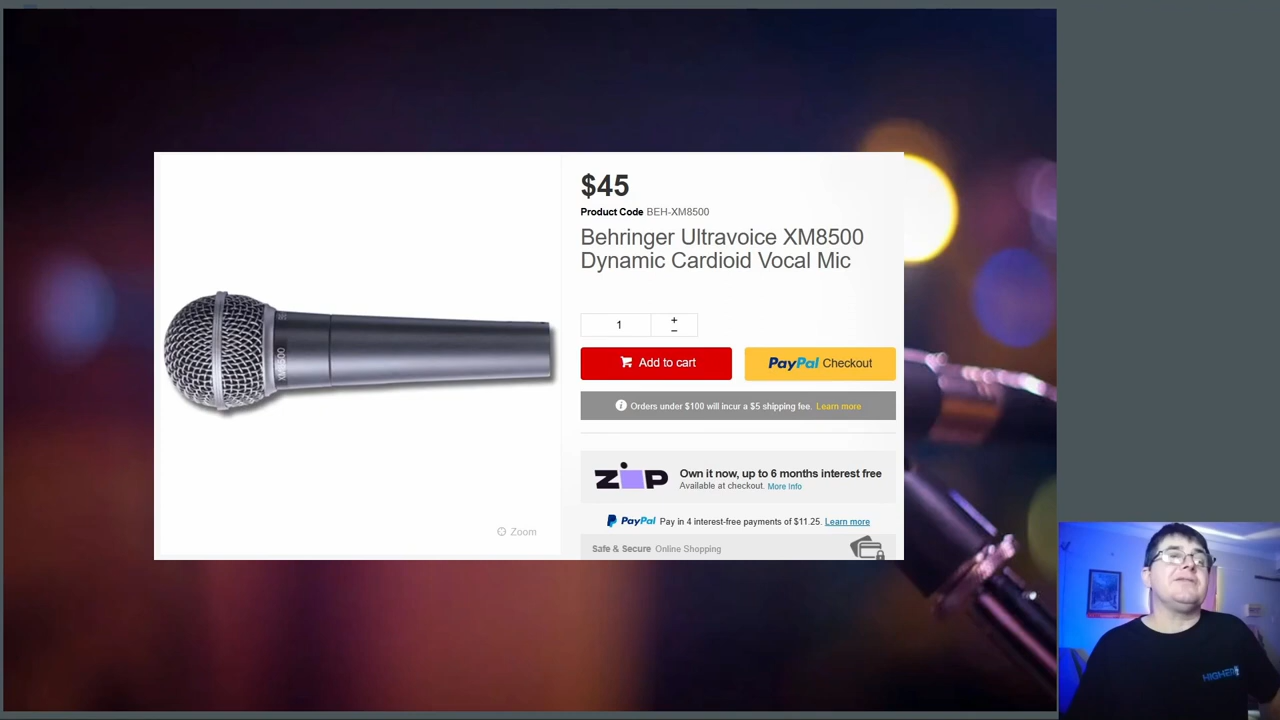 $45
Product Code BEH-XM8500
Behringer Ultravoice XM8500
Dynamic Cardioid Vocal Mic
1
+
−
Add to cart
PayPal Checkout
Orders under $100 will incur a $5 shipping fee. Learn more
zip
Own it now, up to 6 months interest free
Available at checkout. More Info
PayPal Pay in 4 interest-free payments of $11.25. Learn more
Zoom
Safe & Secure Online Shopping
XM8500